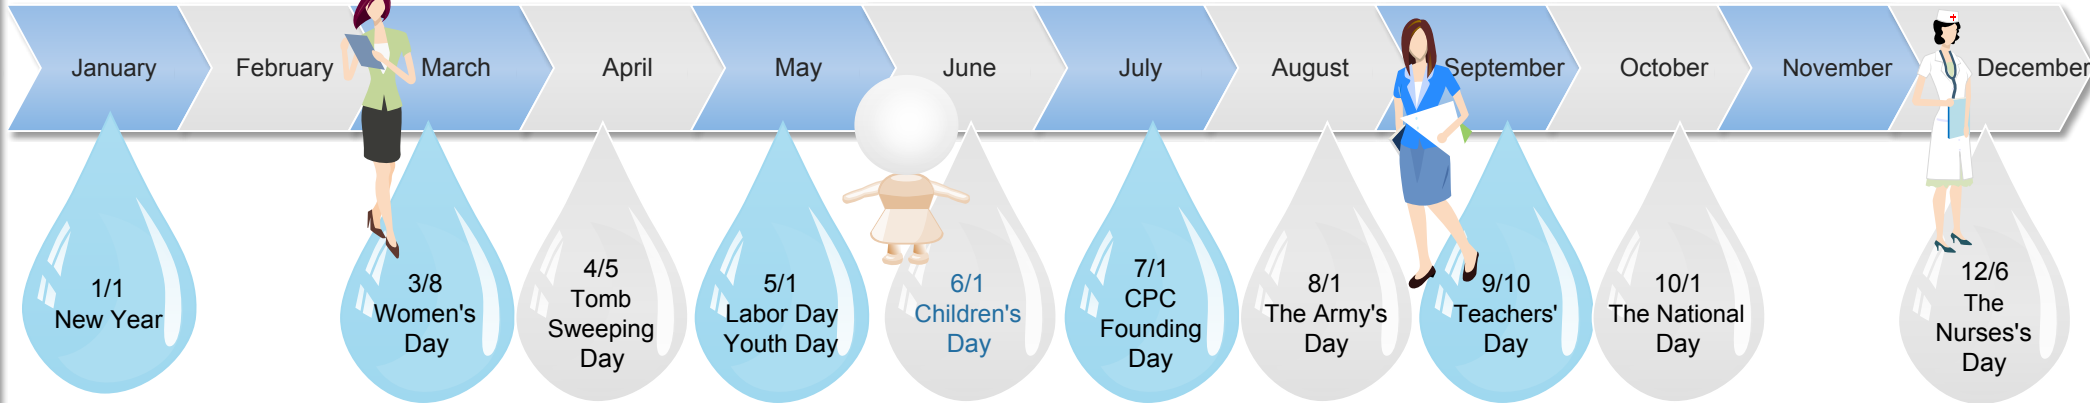 January
February
March
April
May
June
July
August
September
October
November
December
1/1
New Year
3/8
Women's
Day
4/5
Tomb
Sweeping
Day
5/1
Labor Day
Youth Day
6/1
Children's
Day
7/1
CPC
Founding
Day
8/1
The Army's
Day
9/10
Teachers'
Day
10/1
The National
Day
12/6
The
Nurses's
Day